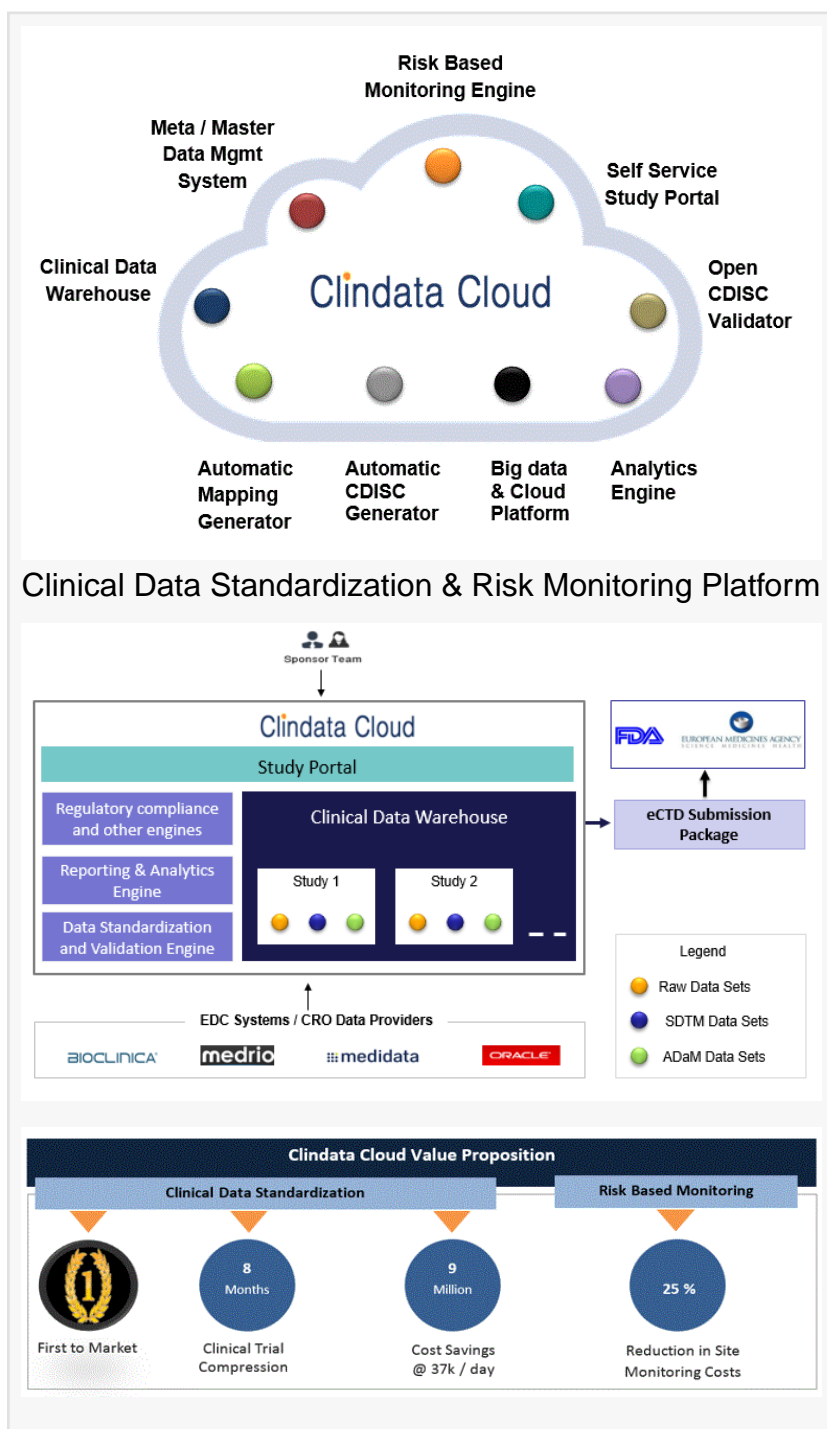 Risk Based
Monitoring Engine
Meta / Master
Data Mgmt
System
Self Service
Study Portal
Clinical Data
Warehouse
Open
CDISC
Validator
Clindata Cloud
Automatic
Mapping
Generator
Automatic
CDISC
Generator
Big data
& Cloud
Platform
Analytics
Engine
Clinical Data Standardization & Risk Monitoring Platform
Sponsor Team
Clindata Cloud
Study Portal
Regulatory compliance
and other engines
Reporting & Analytics
Engine
Data Standardization
and Validation Engine
Clinical Data Warehouse
Study 1
Study 2
FDA
EUROPEAN MEDICINES AGENCY
SCIENCE MEDICINES HEALTH
eCTD Submission
Package
Legend
Raw Data Sets
SDTM Data Sets
ADaM Data Sets
EDC Systems / CRO Data Providers
BIOCLINICA
medrio
medidata
ORACLE
Clindata Cloud Value Proposition
Clinical Data Standardization
Risk Based Monitoring
1
First to Market
8
Months
Clinical Trial
Compression
9
Million
Cost Savings
@ 37k / day
25 %
Reduction in Site
Monitoring Costs